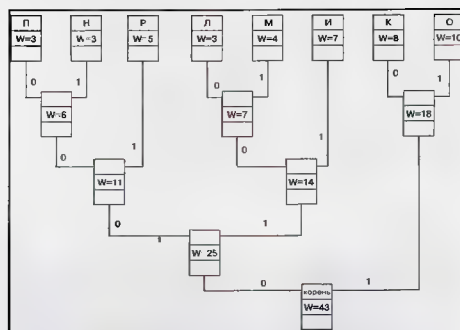 П Н Р Л М И К О
W=3 W=3 W=5 W=3 W=4 W=7 W=8 W=10
0 1 0 1 0 1
W=6 W=7 W=18
0 1 0 1
W=11 W=14
0 1 1
W=25
0 1
корень
W=43